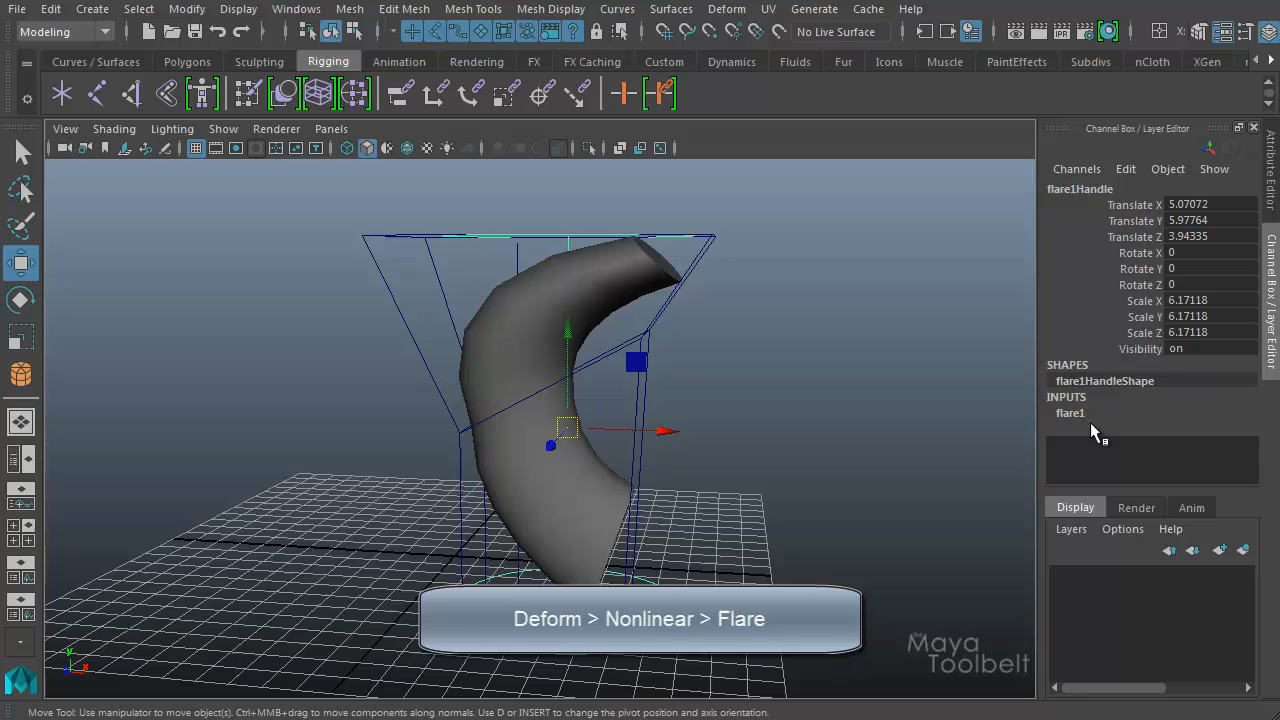 File Edit Create Select Modify Display Windows Mesh Edit Mesh Mesh Tools Mesh Display Curves Surfaces Deform UV Generate Cache Help
Modeling No Live Surface X:
Curves / Surfaces Polygons Sculpting Rigging Animation Rendering FX FX Caching Custom Dynamics Fluids Fur Icons Muscle PaintEffects Subdivs nCloth XGen
View Shading Lighting Show Renderer Panels
Channel Box / Layer Editor
Channels Edit Object Show
flare1Handle
Translate X 5.07072
Translate Y 5.97764
Translate Z 3.94335
Rotate X 0
Rotate Y 0
Rotate Z 0
Scale X 6.17118
Scale Y 6.17118
Scale Z 6.17118
Visibility on
SHAPES
flare1HandleShape
INPUTS
flare1
Display Render Anim
Layers Options Help
Attribute Editor
Channel Box / Layer Editor
Deform > Nonlinear > Flare
the Maya
Toolbelt
y
z x
Move Tool: Use manipulator to move object(s). Ctrl+MMB+drag to move components along normals. Use D or INSERT to change the pivot position and axis orientation.